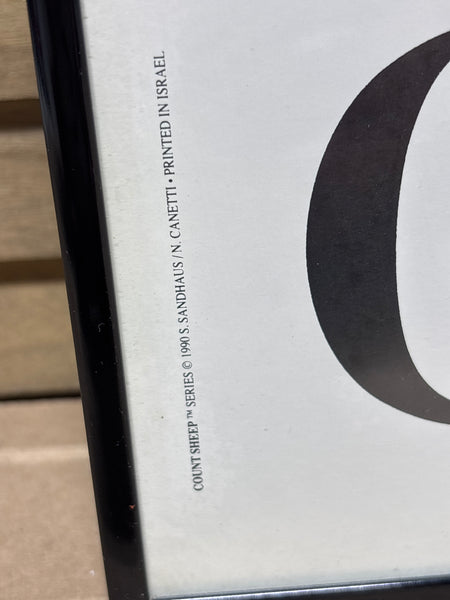 COUNT SHEEP™ SERIES © 1990 S. SANDHAUS / N. CANETTI • PRINTED IN ISRAEL